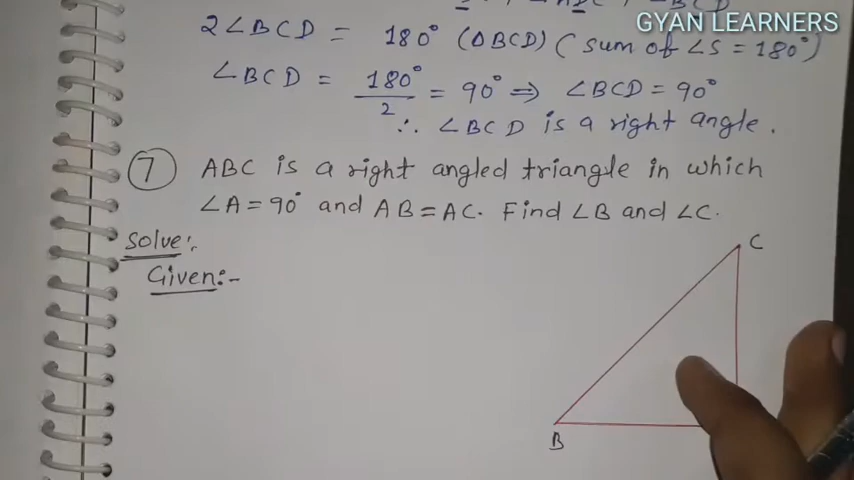 GYAN LEARNERS
2∠BCD = 180° (ΔBCD) (sum of ∠S = 180°)
∠BCD = 180°/2 = 90° ⇒ ∠BCD = 90°
∴ ∠BCD is a right angle.
7 ABC is a right angled triangle in which
∠A = 90° and AB = AC. Find ∠B and ∠C.
Solve:
Given:-
C
B